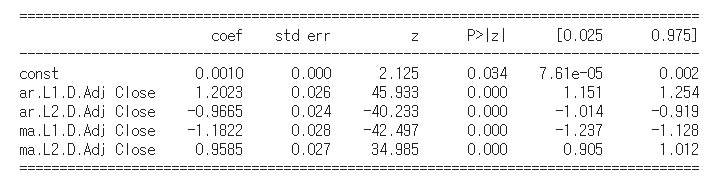 ==============================================================================
                 coef    std err          z      P>|z|      [0.025      0.975]
------------------------------------------------------------------------------
const                0.0010      0.000      2.125      0.034    7.61e-05       0.002
ar.L1.D.Adj Close    1.2023      0.026     45.933      0.000       1.151       1.254
ar.L2.D.Adj Close   -0.9665      0.024    -40.233      0.000      -1.014      -0.919
ma.L1.D.Adj Close   -1.1822      0.028    -42.497      0.000      -1.237      -1.128
ma.L2.D.Adj Close    0.9585      0.027     34.985      0.000       0.905       1.012
==============================================================================